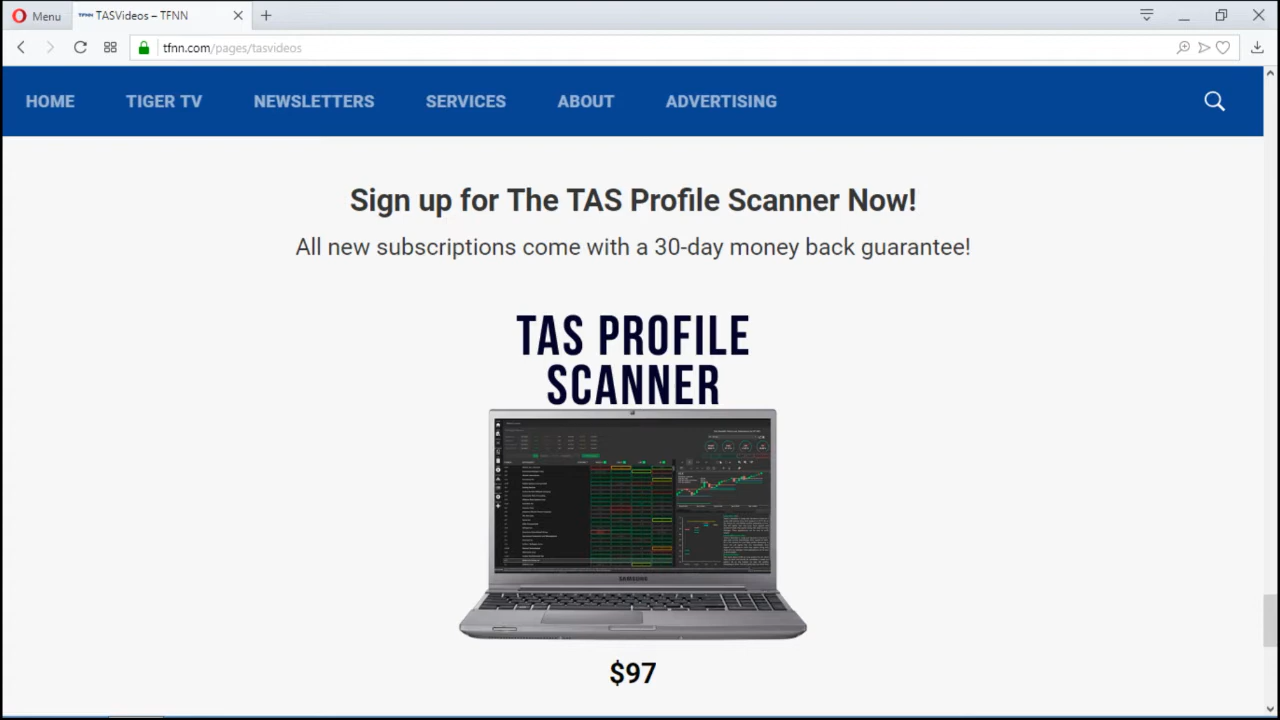 Menu
TFNN
TASVideos – TFNN
tfnn.com/pages/tasvideos
HOME
TIGER TV
NEWSLETTERS
SERVICES
ABOUT
ADVERTISING
Sign up for The TAS Profile Scanner Now!
All new subscriptions come with a 30-day money back guarantee!
TAS PROFILE
SCANNER
SAMSUNG
$97